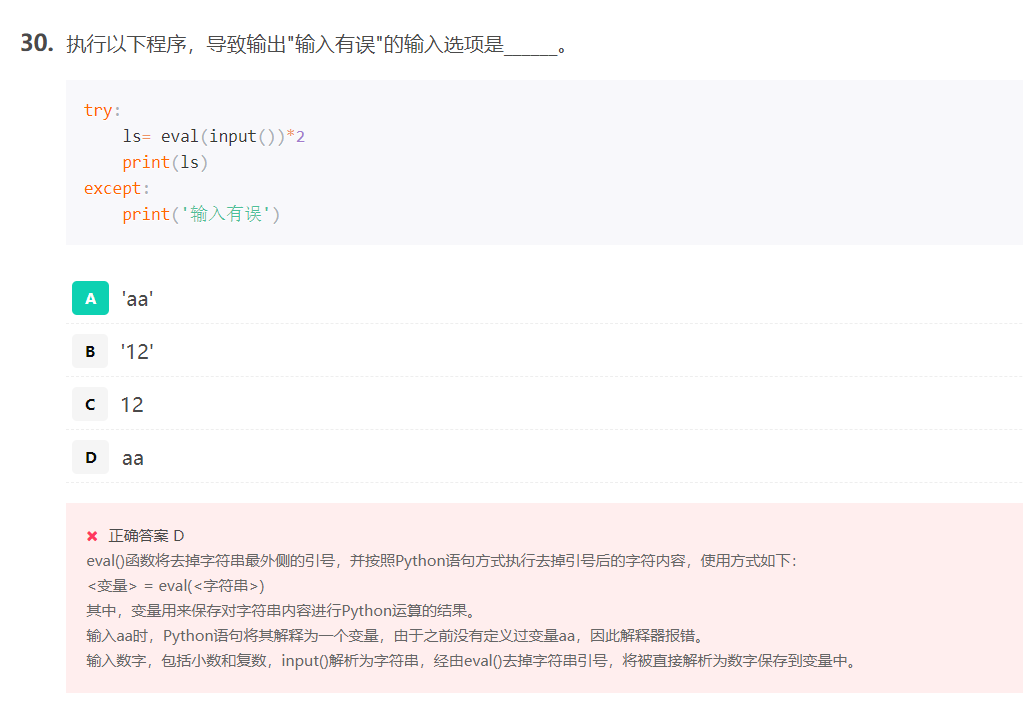 30. 执行以下程序，导致输出"输入有误"的输入选项是______。
try:
    ls= eval(input())*2
    print(ls)
except:
    print('输入有误')
A 'aa'
B '12'
C 12
D aa
✖ 正确答案 D
eval()函数将去掉字符串最外侧的引号，并按照Python语句方式执行去掉引号后的字符内容，使用方式如下：
<变量> = eval(<字符串>)
其中，变量用来保存对字符串内容进行Python运算的结果。
输入aa时，Python语句将其解释为一个变量，由于之前没有定义过变量aa，因此解释器报错。
输入数字，包括小数和复数，input()解析为字符串，经由eval()去掉字符串引号，将被直接解析为数字保存到变量中。